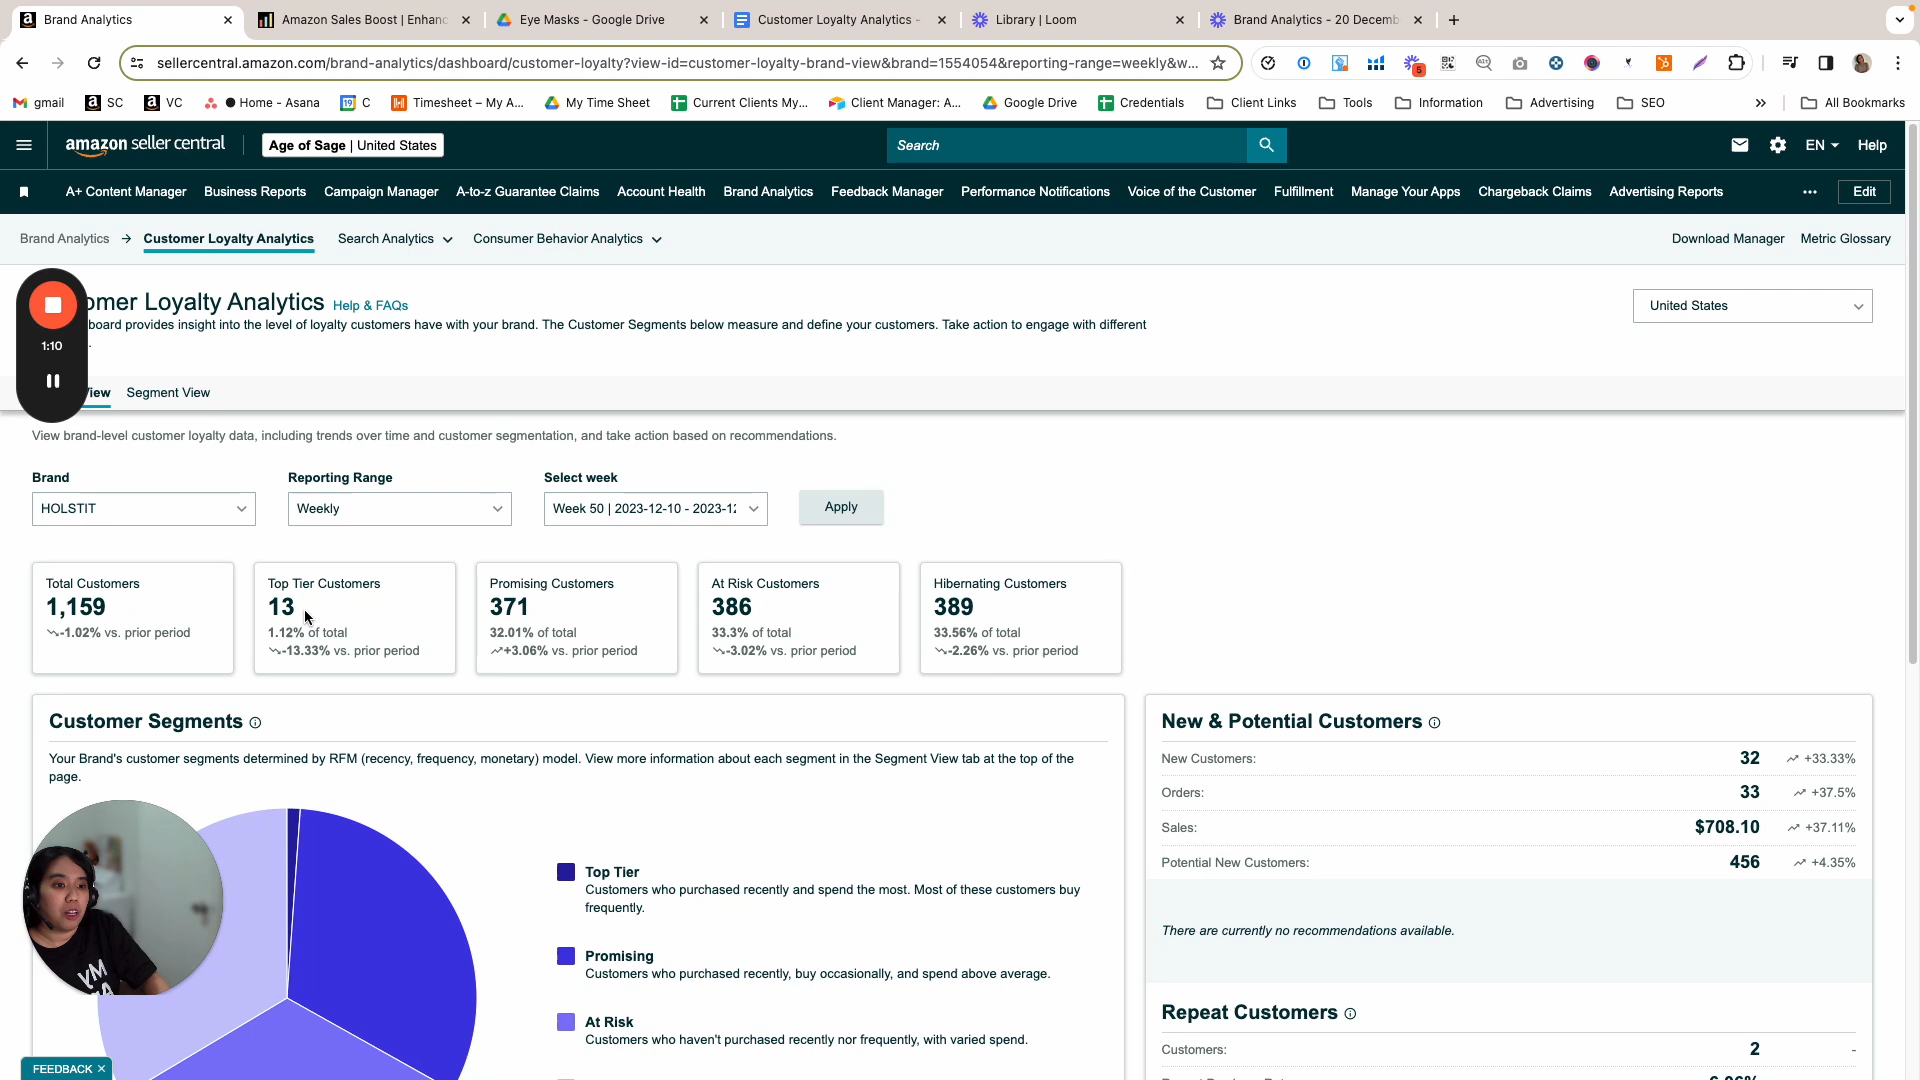 Brand Analytics
Amazon Sales Boost | Enhanc
Eye Masks - Google Drive
Customer Loyalty Analytics -
Library | Loom
Brand Analytics - 20 Decemb
sellercentral.amazon.com/brand-analytics/dashboard/customer-loyalty?view-id=customer-loyalty-brand-view&brand=1554054&reporting-range=weekly&w...
5
gmail
SC
VC
Home - Asana
C
Timesheet – My A...
My Time Sheet
Current Clients My...
Client Manager: A...
Google Drive
Credentials
Client Links
Tools
Information
Advertising
SEO
All Bookmarks
amazon seller central
Age of Sage | United States
Search
EN
Help
A+ Content Manager
Business Reports
Campaign Manager
A-to-z Guarantee Claims
Account Health
Brand Analytics
Feedback Manager
Performance Notifications
Voice of the Customer
Fulfillment
Manage Your Apps
Chargeback Claims
Advertising Reports
Edit
Brand Analytics
Customer Loyalty Analytics
Search Analytics
Consumer Behavior Analytics
Download Manager
Metric Glossary
omer Loyalty Analytics
Help & FAQs
United States
board provides insight into the level of loyalty customers have with your brand. The Customer Segments below measure and define your customers. Take action to engage with different
1:10
View
Segment View
View brand-level customer loyalty data, including trends over time and customer segmentation, and take action based on recommendations.
Brand
HOLSTIT
Reporting Range
Weekly
Select week
Week 50 | 2023-12-10 - 2023-12
Apply
Total Customers
1,159
-1.02% vs. prior period
Top Tier Customers
13
1.12% of total
-13.33% vs. prior period
Promising Customers
371
32.01% of total
+3.06% vs. prior period
At Risk Customers
386
33.3% of total
-3.02% vs. prior period
Hibernating Customers
389
33.56% of total
-2.26% vs. prior period
Customer Segments
Your Brand's customer segments determined by RFM (recency, frequency, monetary) model. View more information about each segment in the Segment View tab at the top of the
page.
Top Tier
Customers who purchased recently and spend the most. Most of these customers buy
frequently.
Promising
Customers who purchased recently, buy occasionally, and spend above average.
At Risk
Customers who haven't purchased recently nor frequently, with varied spend.
New & Potential Customers
New Customers: 32 +33.33%
Orders: 33 +37.5%
Sales: $708.10 +37.11%
Potential New Customers: 456 +4.35%
There are currently no recommendations available.
Repeat Customers
Customers: 2 -
FEEDBACK ×